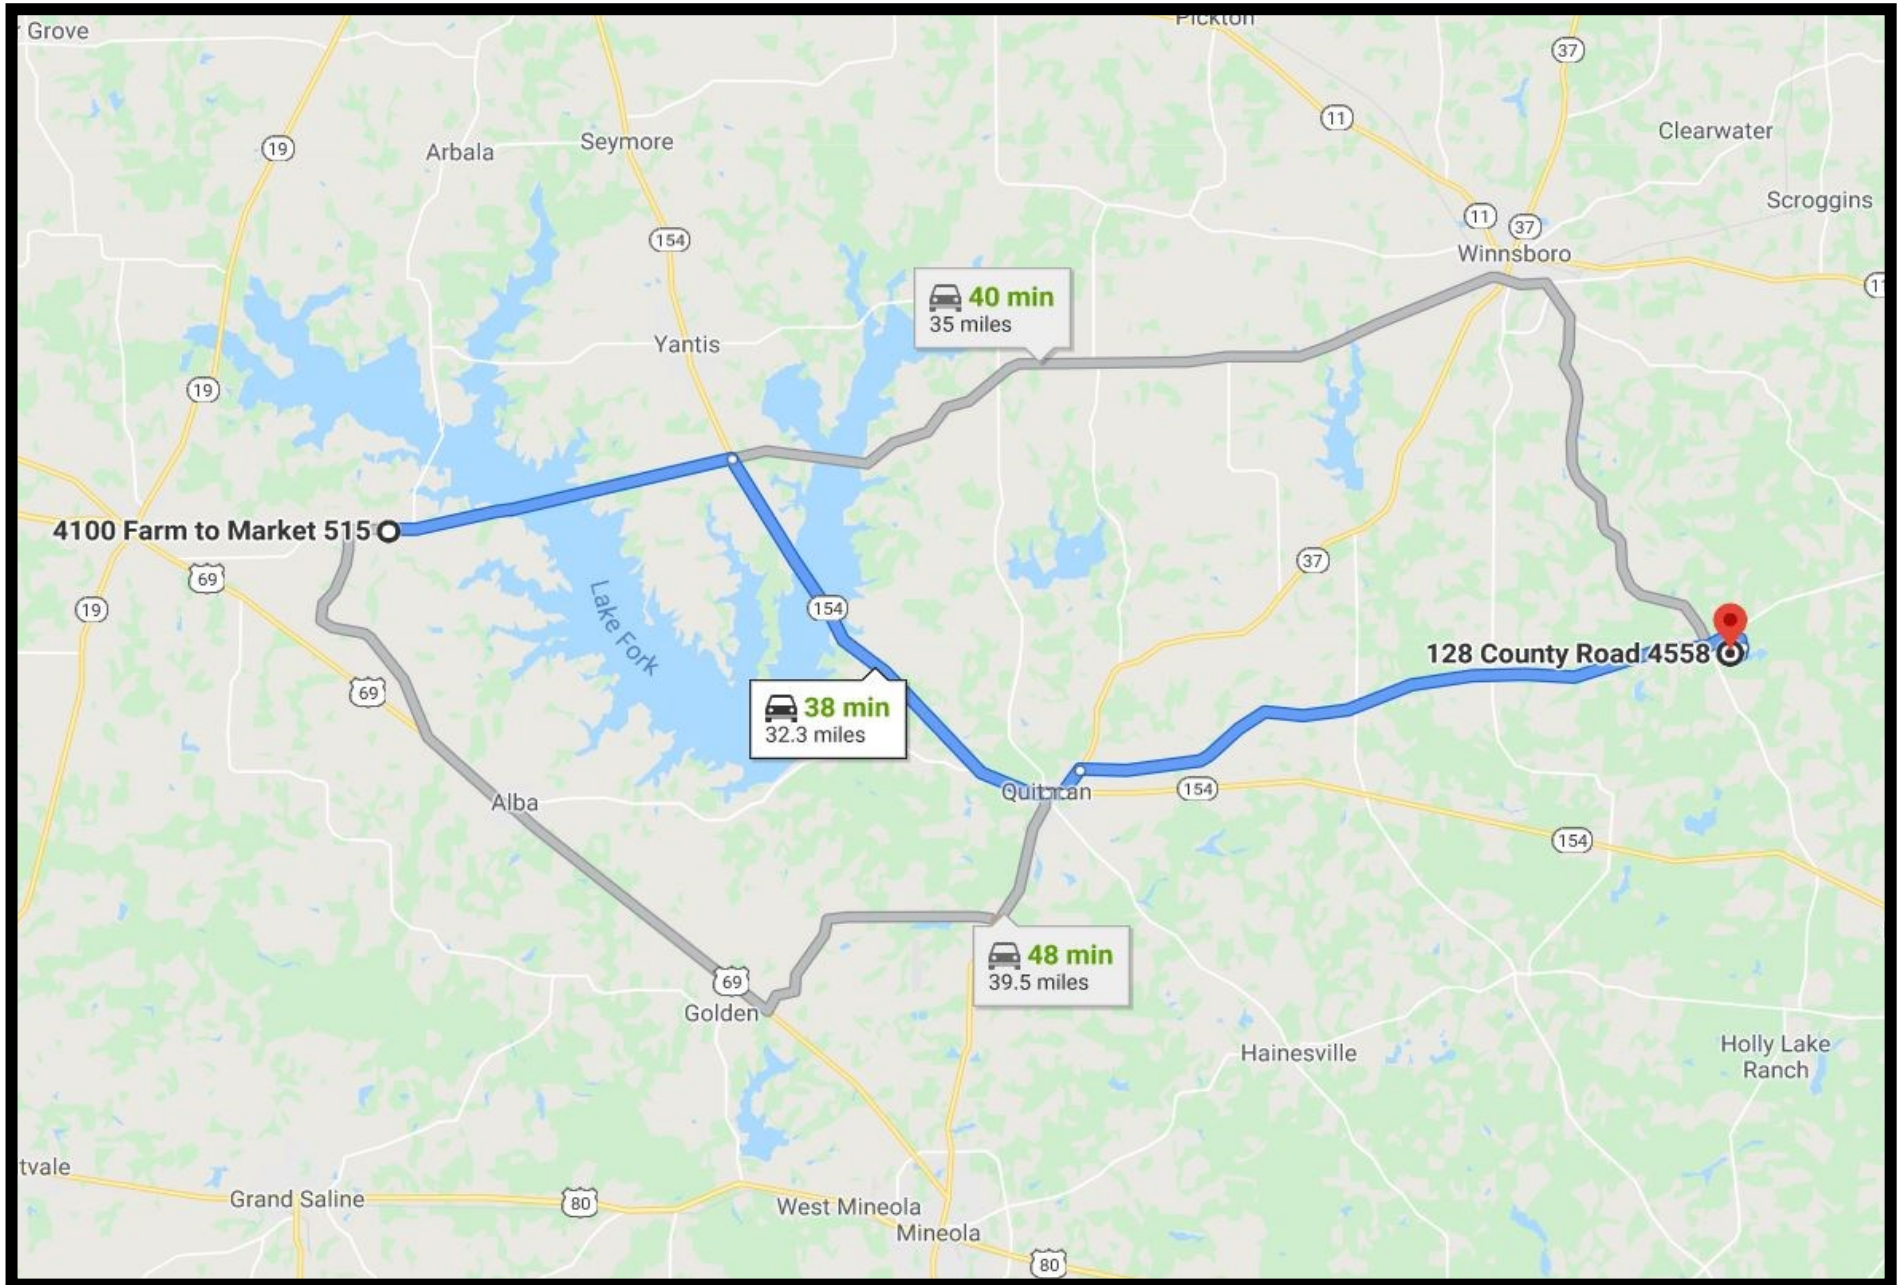 Grove
Pickton
37
19
Arbala
Seymore
11
Clearwater
154
11
37
Scroggins
Winnsboro
40 min
35 miles
Yantis
19
4100 Farm to Market 515
69
19
37
Lake Fork
154
128 County Road 4558
69
38 min
32.3 miles
Alba
Quitman
154
154
48 min
39.5 miles
69
Golden
Hainesville
Holly Lake
Ranch
tvale
Grand Saline
80
West Mineola
Mineola
80